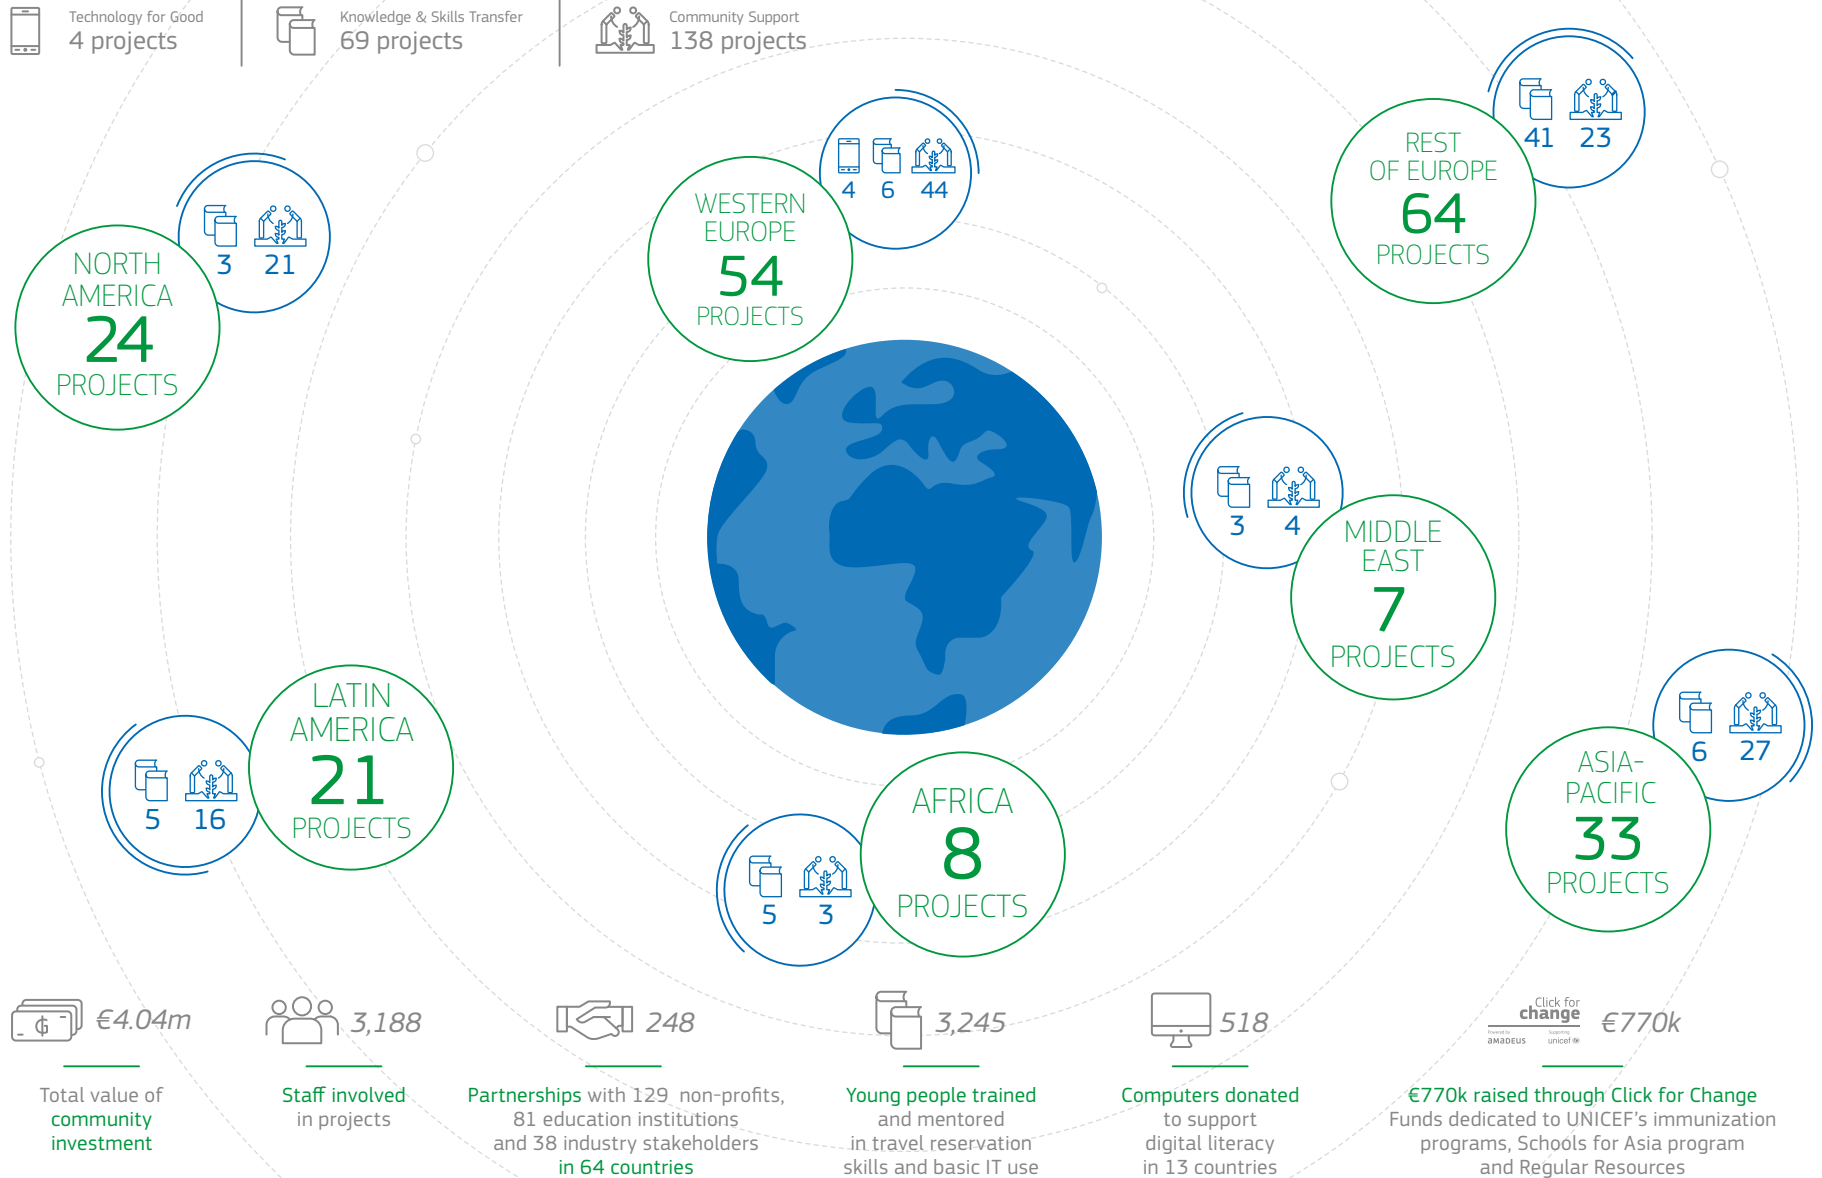 Technology for Good
4 projects
Knowledge & Skills Transfer
69 projects
Community Support
138 projects
NORTH
AMERICA
24
PROJECTS
3 21
WESTERN
EUROPE
54
PROJECTS
4 6 44
REST
OF EUROPE
64
PROJECTS
41 23
MIDDLE
EAST
7
PROJECTS
3 4
LATIN
AMERICA
21
PROJECTS
5 16
AFRICA
8
PROJECTS
5 3
ASIA-
PACIFIC
33
PROJECTS
6 27
€4.04m
Total value of
community
investment
3,188
Staff involved
in projects
248
Partnerships with 129 non-profits,
81 education institutions
and 38 industry stakeholders
in 64 countries
3,245
Young people trained
and mentored
in travel reservation
skills and basic IT use
518
Computers donated
to support
digital literacy
in 13 countries
Click for
change
Powered by
amadeus
Supporting
unicef
€770k
€770k raised through Click for Change
Funds dedicated to UNICEF's immunization
programs, Schools for Asia program
and Regular Resources